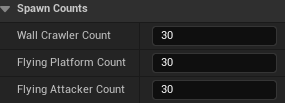 Spawn Counts
Wall Crawler Count 30
Flying Platform Count 30
Flying Attacker Count 30